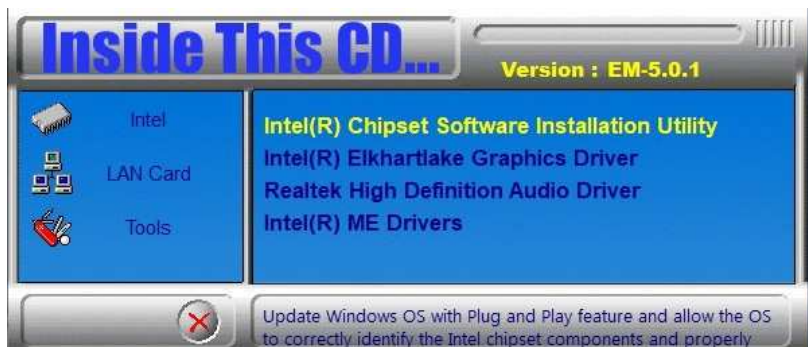 Inside This CD...
Version : EM-5.0.1
Intel
LAN Card
Tools
Intel(R) Chipset Software Installation Utility
Intel(R) Elkhartlake Graphics Driver
Realtek High Definition Audio Driver
Intel(R) ME Drivers
Update Windows OS with Plug and Play feature and allow the OS
to correctly identify the Intel chipset components and properly